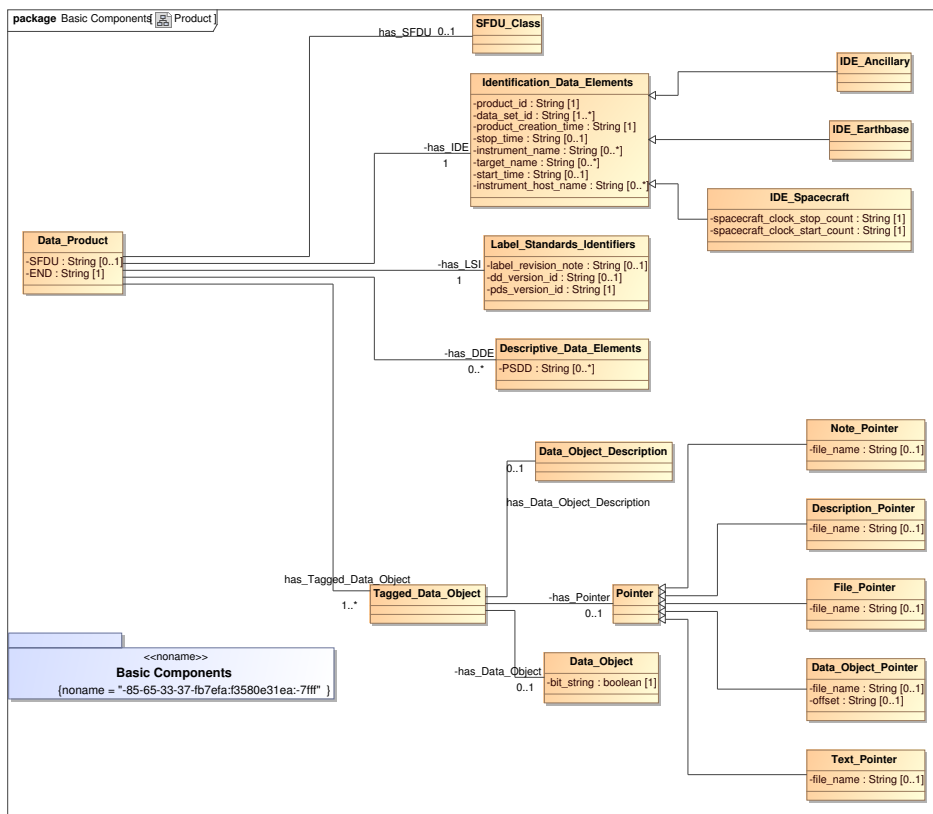 package Basic Components[ Product ]
SFDU_Class
has_SFDU 0..1
Identification_Data_Elements
-product_id : String [1]
-data_set_id : String [1..*]
-product_creation_time : String [1]
-stop_time : String [0..1]
-instrument_name : String [0..*]
-target_name : String [0..*]
-start_time : String [0..1]
-instrument_host_name : String [0..*]
-has_IDE
1
IDE_Ancillary
IDE_Earthbase
IDE_Spacecraft
-spacecraft_clock_stop_count : String [1]
-spacecraft_clock_start_count : String [1]
Data_Product
-SFDU : String [0..1]
-END : String [1]
Label_Standards_Identifiers
-label_revision_note : String [0..1]
-dd_version_id : String [0..1]
-pds_version_id : String [1]
-has_LSI
1
Descriptive_Data_Elements
-PSDD : String [0..*]
-has_DDE
0..*
Data_Object_Description
0..1
has_Data_Object_Description
has_Tagged_Data_Object
1..*
Tagged_Data_Object
-has_Pointer
0..1
Pointer
-has_Data_Object
0..1
Data_Object
-bit_string : boolean [1]
Note_Pointer
-file_name : String [0..1]
Description_Pointer
-file_name : String [0..1]
File_Pointer
-file_name : String [0..1]
Data_Object_Pointer
-file_name : String [0..1]
-offset : String [0..1]
Text_Pointer
-file_name : String [0..1]
<<noname>>
Basic Components
{noname = "-85-65-33-37-fb7efa:f3580e31ea:-7fff" }